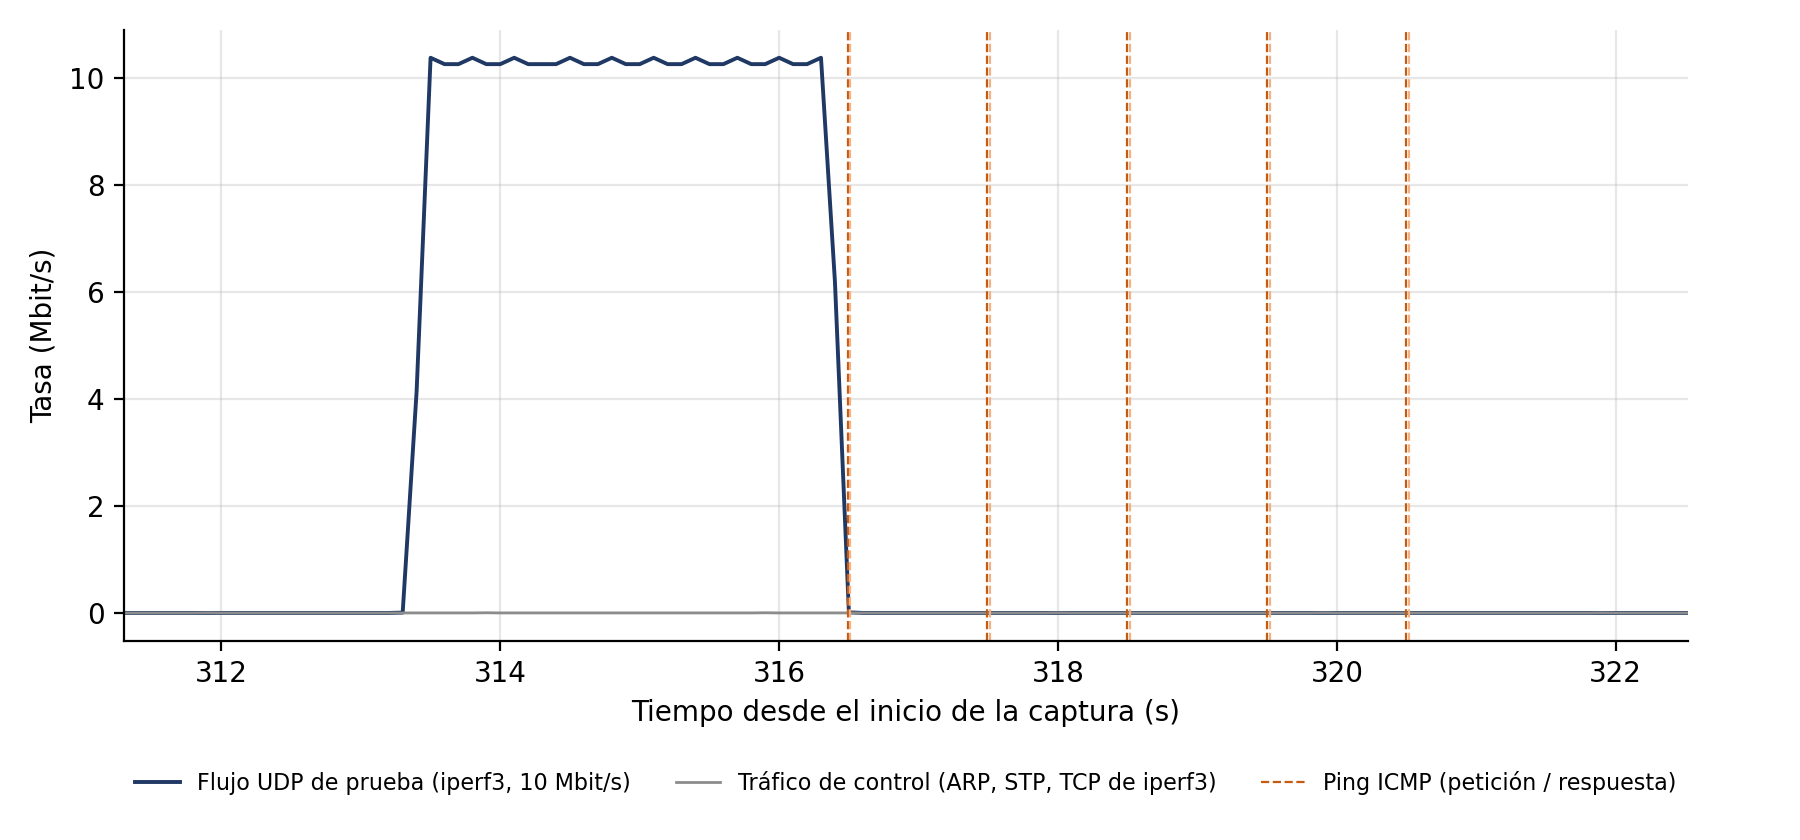 Tasa (Mbit/s)
10
8
6
4
2
0
312 314 316 318 320 322
Tiempo desde el inicio de la captura (s)
Flujo UDP de prueba (iperf3, 10 Mbit/s) Tráfico de control (ARP, STP, TCP de iperf3) Ping ICMP (petición / respuesta)